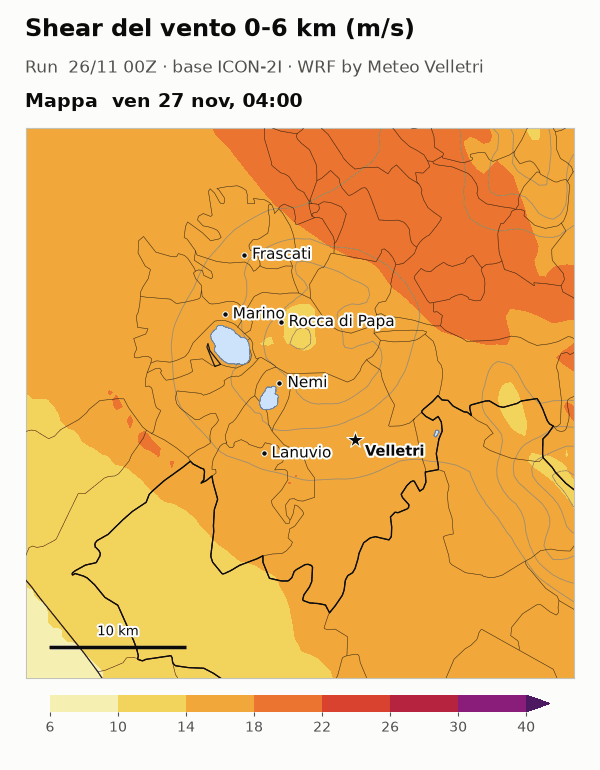 Shear del vento 0-6 km (m/s)
Run  26/11 00Z · base ICON-2I · WRF by Meteo Velletri
Mappa  ven 27 nov, 04:00
Frascati
Marino
Rocca di Papa
Nemi
Velletri
Lanuvio
10 km
6 10 14 18 22 26 30 40